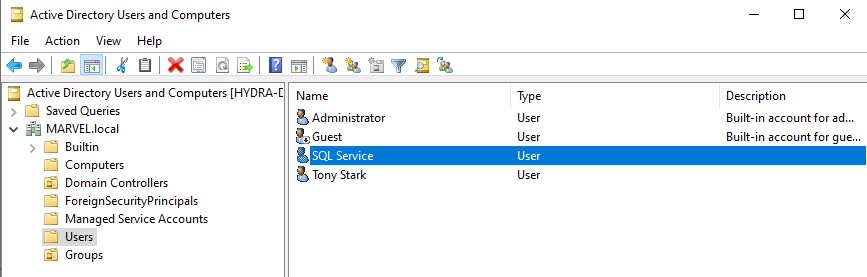 Active Directory Users and Computers
File Action View Help
Active Directory Users and Computers [HYDRA-D
Saved Queries
MARVEL.local
Builtin
Computers
Domain Controllers
ForeignSecurityPrincipals
Managed Service Accounts
Users
Groups
Name Type Description
Administrator User Built-in account for ad...
Guest User Built-in account for gue...
SQL Service User
Tony Stark User